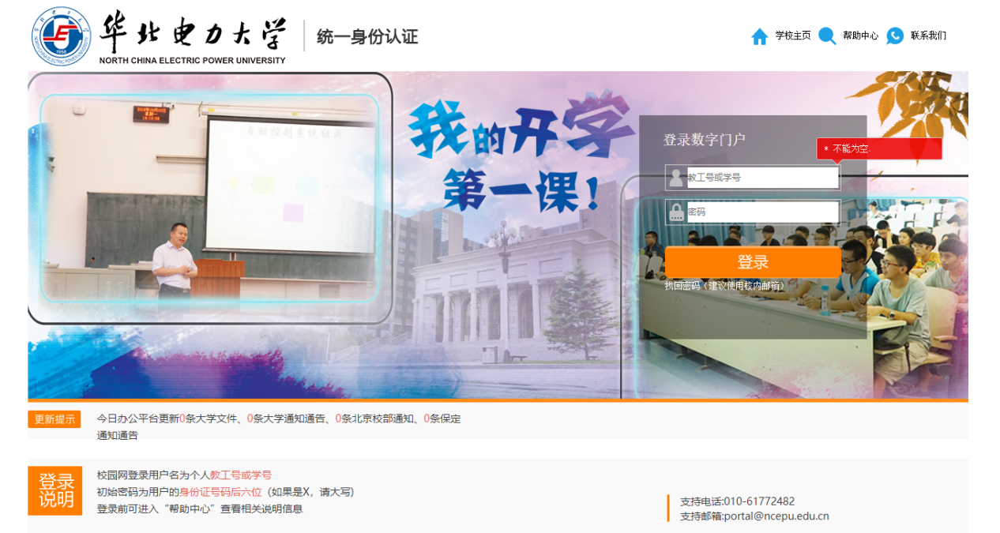 华北电力大学
NORTH CHINA ELECTRIC POWER UNIVERSITY
1958
统一身份认证
学校主页 帮助中心 联系我们
自动控制系统组成
我的开学
第一课!
登录数字门户
* 不能为空.
教工号或学号
密码
登录
找回密码(建议使用校内邮箱)
更新提示
今日办公平台更新0条大学文件、0条大学通知通告、0条北京校部通知、0条保定
通知通告
登录
说明
校园网登录用户名为个人教工号或学号
初始密码为用户的身份证号码后六位(如果是X,请大写)
登录前可进入“帮助中心”查看相关说明信息
支持电话:010-61772482
支持邮箱:portal@ncepu.edu.cn